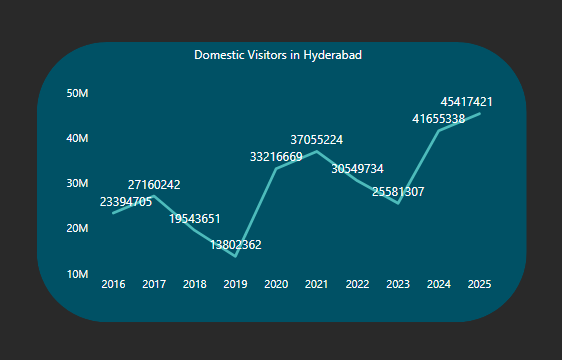 Domestic Visitors in Hyderabad
50M
45417421
41655338
40M
37055224
33216669
30549734
30M
27160242
25581307
23394705
20M
19543651
13802362
10M
2016 2017 2018 2019 2020 2021 2022 2023 2024 2025